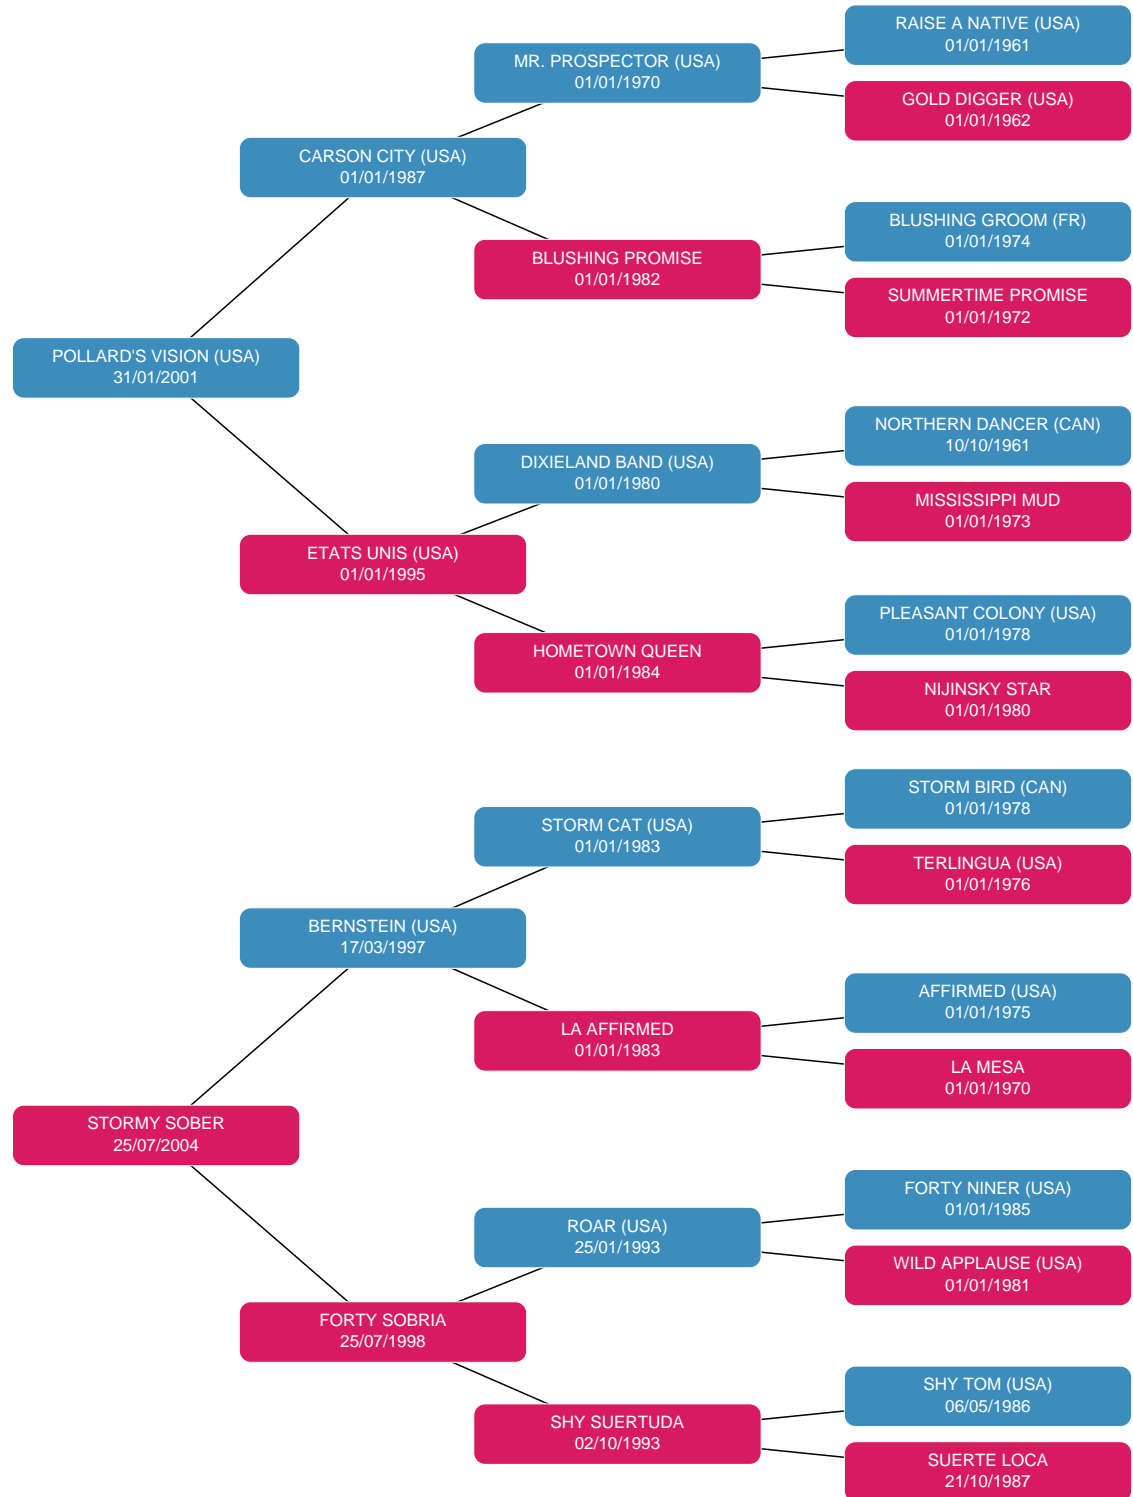 RAISE A NATIVE (USA)
01/01/1961
MR. PROSPECTOR (USA)
01/01/1970
GOLD DIGGER (USA)
01/01/1962
CARSON CITY (USA)
01/01/1987
BLUSHING GROOM (FR)
01/01/1974
BLUSHING PROMISE
01/01/1982
SUMMERTIME PROMISE
01/01/1972
POLLARD'S VISION (USA)
31/01/2001
NORTHERN DANCER (CAN)
10/10/1961
DIXIELAND BAND (USA)
01/01/1980
MISSISSIPPI MUD
01/01/1973
ETATS UNIS (USA)
01/01/1995
PLEASANT COLONY (USA)
01/01/1978
HOMETOWN QUEEN
01/01/1984
NIJINSKY STAR
01/01/1980
STORM BIRD (CAN)
01/01/1978
STORM CAT (USA)
01/01/1983
TERLINGUA (USA)
01/01/1976
BERNSTEIN (USA)
17/03/1997
AFFIRMED (USA)
01/01/1975
LA AFFIRMED
01/01/1983
LA MESA
01/01/1970
STORMY SOBER
25/07/2004
FORTY NINER (USA)
01/01/1985
ROAR (USA)
25/01/1993
WILD APPLAUSE (USA)
01/01/1981
FORTY SOBRIA
25/07/1998
SHY TOM (USA)
06/05/1986
SHY SUERTUDA
02/10/1993
SUERTE LOCA
21/10/1987